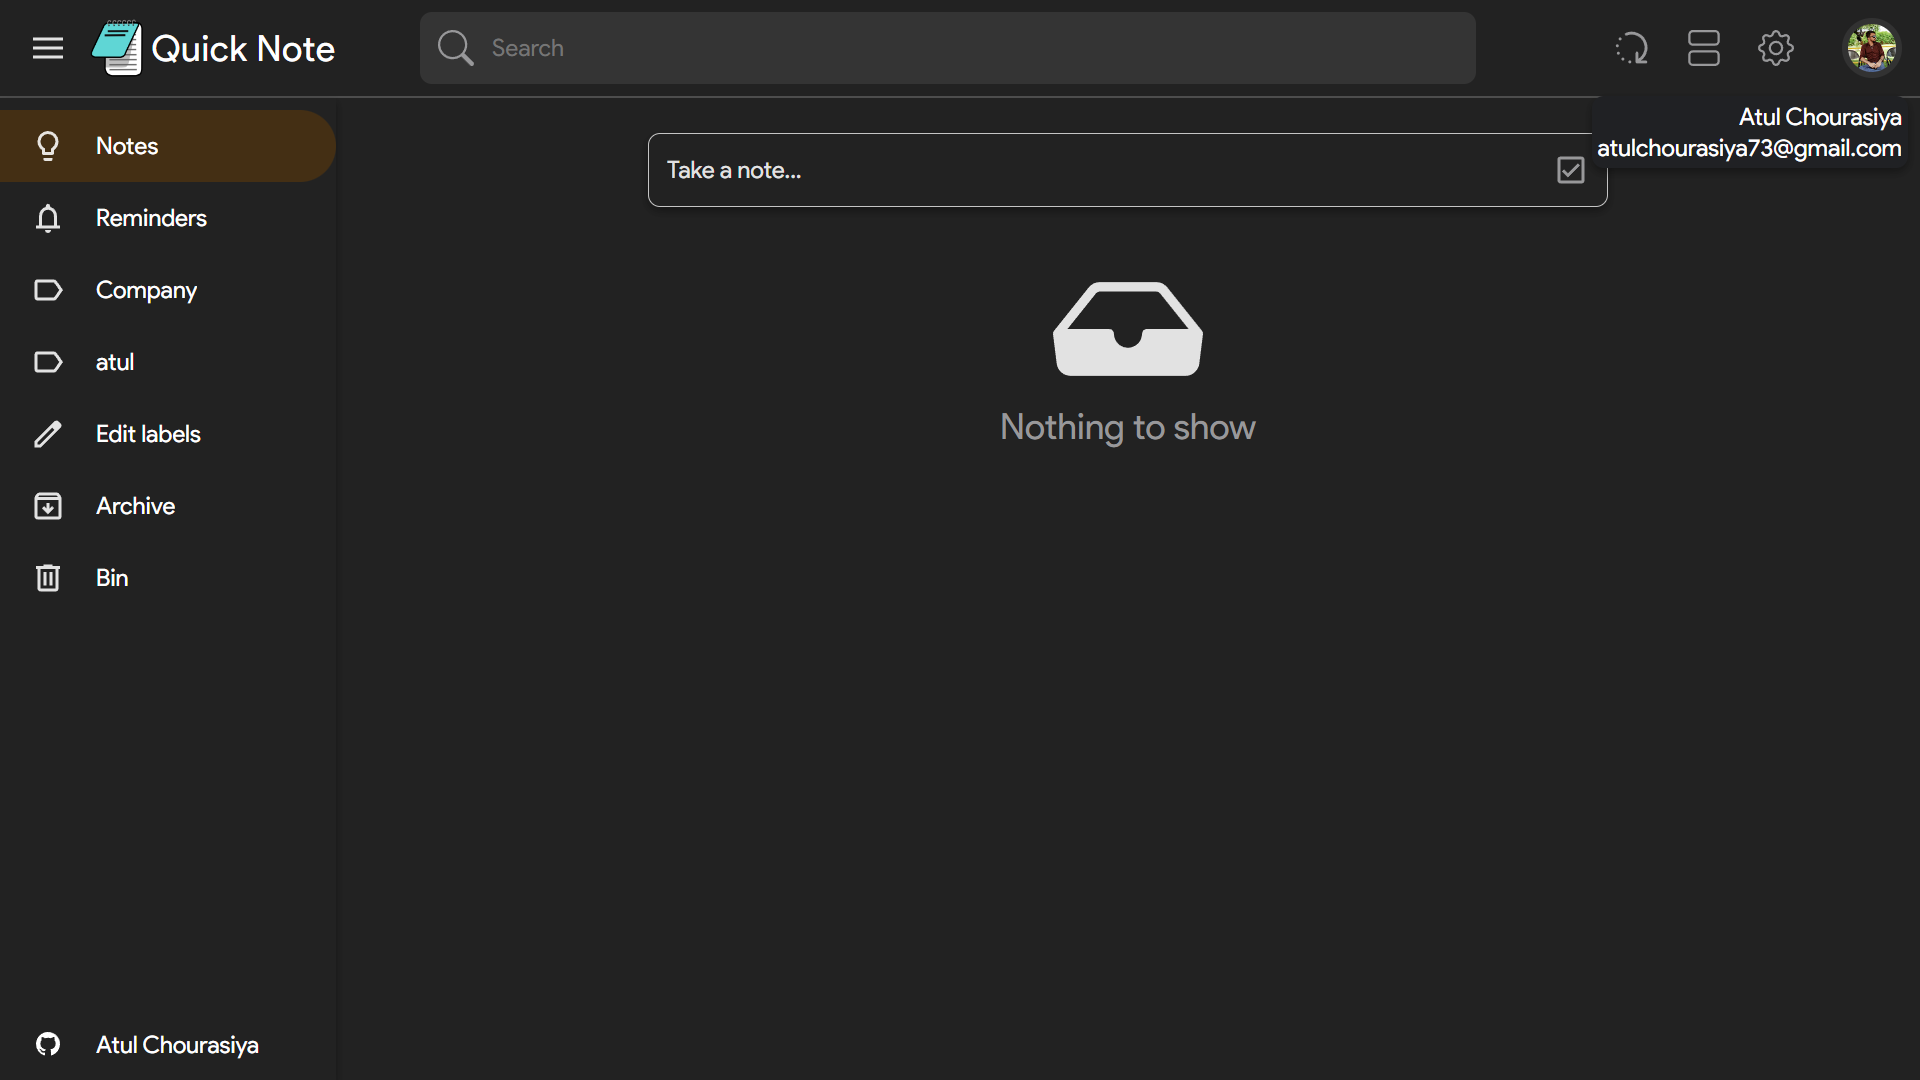 Quick Note
Search
Atul Chourasiya
atulchourasiya73@gmail.com
Notes
Take a note...
Reminders
Company
atul
Edit labels
Archive
Bin
Nothing to show
Atul Chourasiya